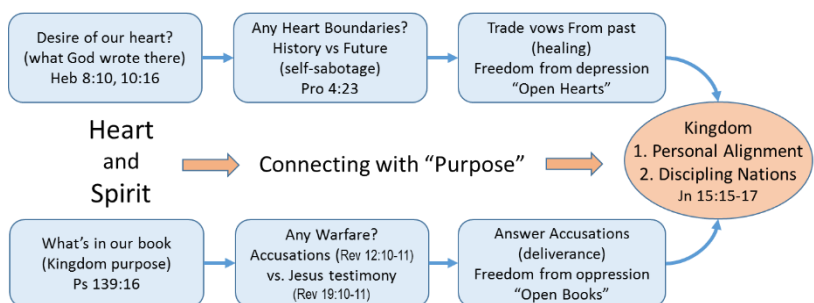 Desire of our heart?
(what God wrote there)
Heb 8:10, 10:16
Any Heart Boundaries?
History vs Future
(self-sabotage)
Pro 4:23
Trade vows From past
(healing)
Freedom from depression
“Open Hearts”
Heart
and
Spirit
Connecting with “Purpose”
Kingdom
1. Personal Alignment
2. Discipling Nations
Jn 15:15-17
What’s in our book
(Kingdom purpose)
Ps 139:16
Any Warfare?
Accusations (Rev 12:10-11)
vs. Jesus testimony
(Rev 19:10-11)
Answer Accusations
(deliverance)
Freedom from oppression
“Open Books”